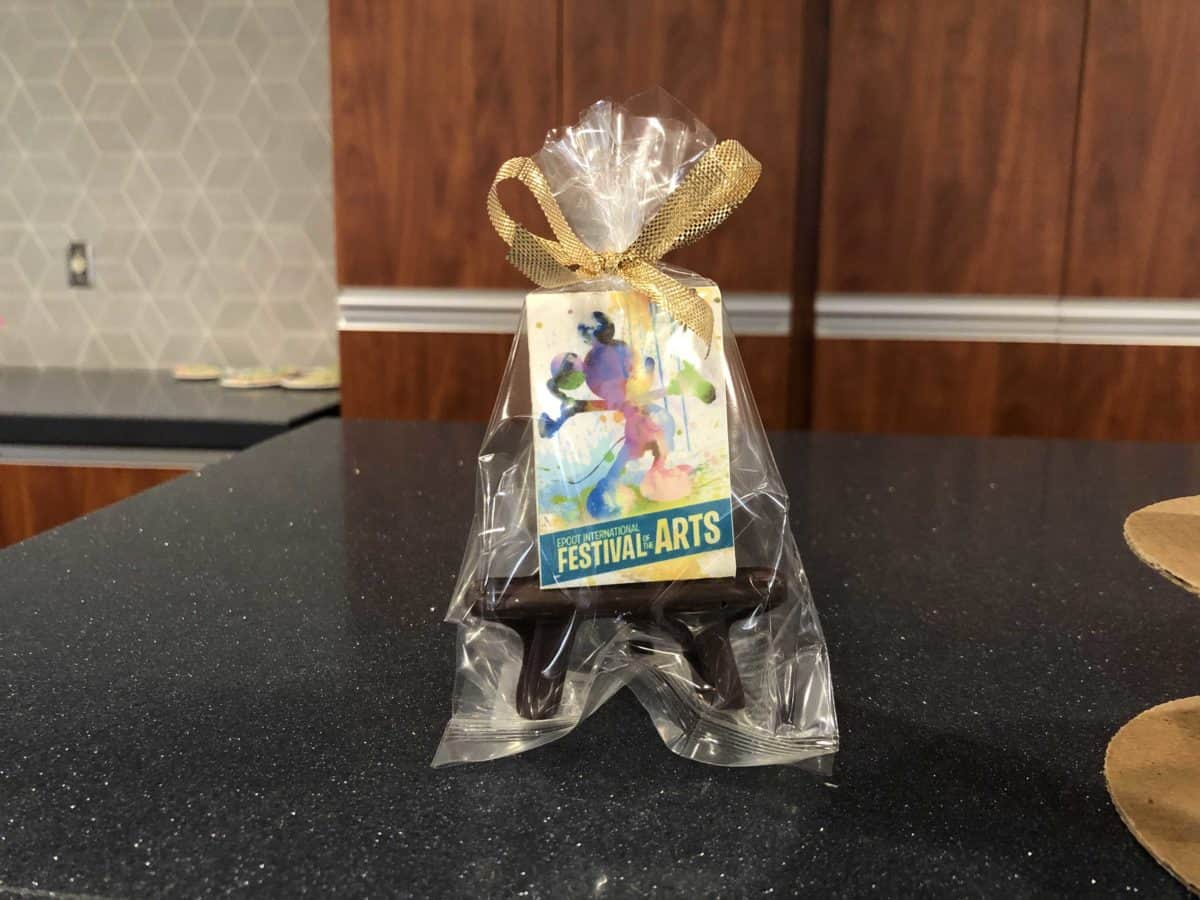 EPCOT INTERNATIONAL
FESTIVAL OF THE ARTS